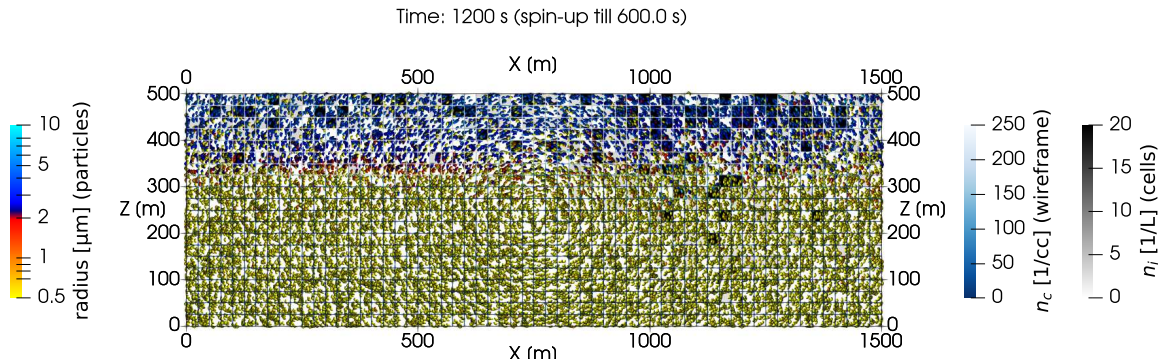 Time: 1200 s (spin-up till 600.0 s)
X (m)
0 500 1000 1500
500 400 300 200 100 0
Z (m)
500 400 300 200 100 0
Z (m)
0 500 1000 1500
X (m)
10
5
2
1
0.5
radius [µm] (particles)
250
200
150
100
50
0
n_c [1/cc] (wireframe)
20
15
10
5
0
n_i [1/L] (cells)